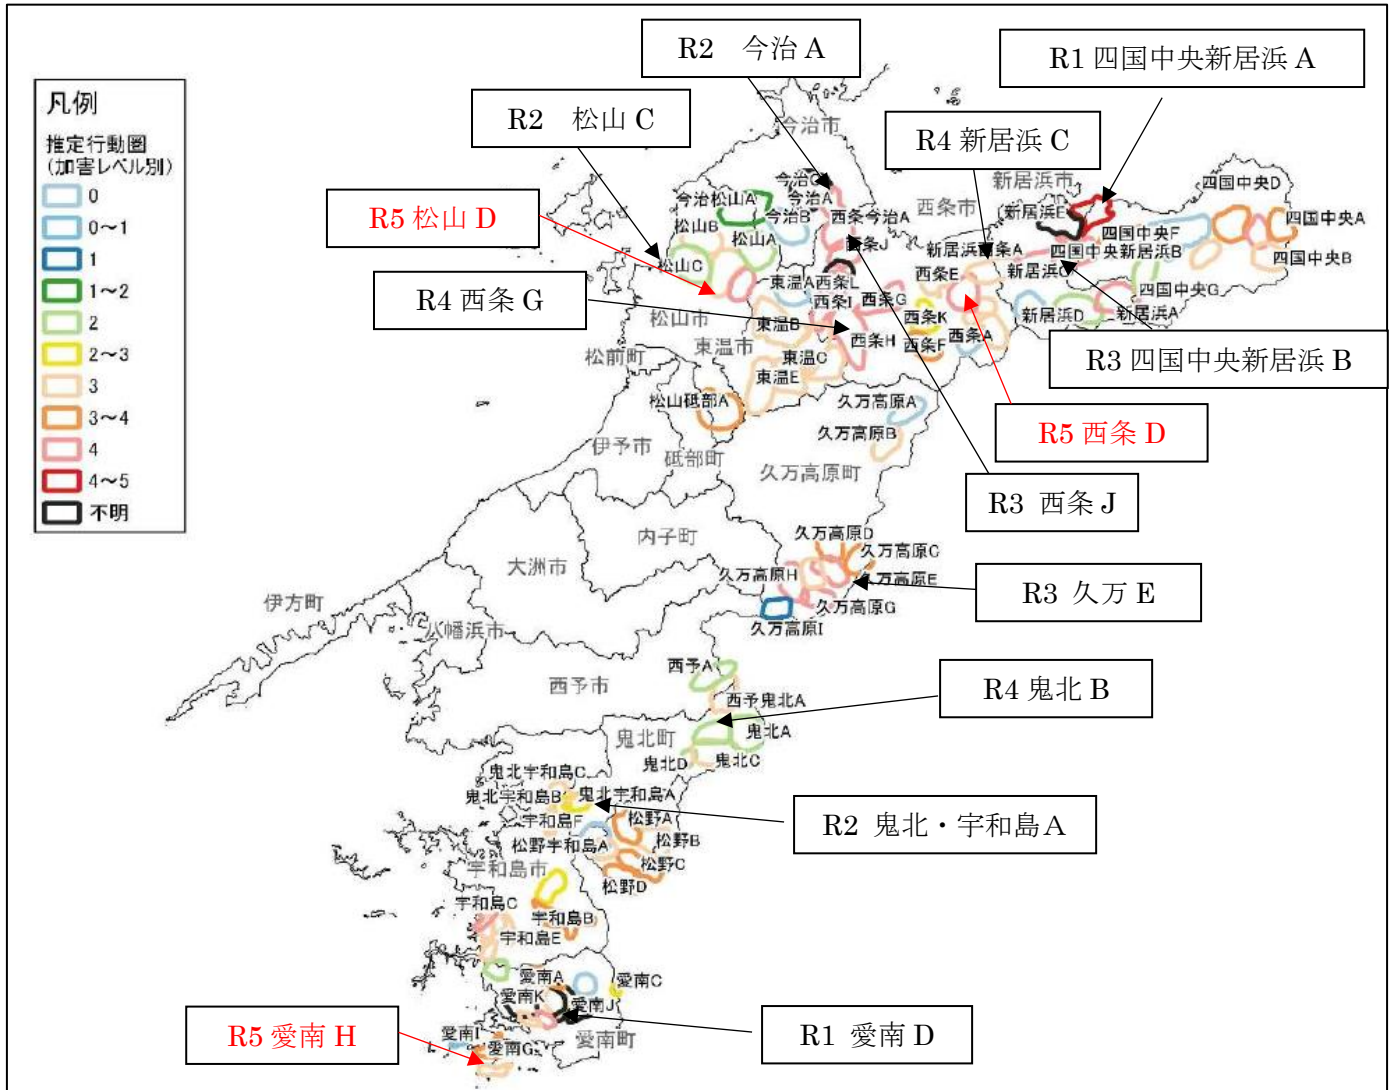 R2 今治 A
R1 四国中央新居浜 A
凡例
推定行動圏
(加害レベル別)
0
0～1
1
1～2
2
2～3
3
3～4
4
4～5
不明
R2 松山 C
今治市
R4 新居浜 C
新居浜市
四国中央D
R5 松山 D
今治松山A
今治A
今治B
西条今治A
西条市
新居浜E
四国中央A
松山B
松山A
西条J
新居浜西条A
四国中央F
四国中央新居浜B
四国中央B
松山C
東温A
西条L
西条E
新居浜C
四国中央G
R4 西条 G
西条I
西条G
松山市
東温B
西条K
西条A
新居浜D
新居浜A
東温市
西条H
西条F
R3 四国中央新居浜 B
松前町
東温C
東温E
松山砥部A
久万高原A
久万高原B
R5 西条 D
伊予市
砥部町
久万高原町
R3 西条 J
内子町
久万高原D
久万高原C
大洲市
久万高原H
久万高原E
R3 久万 E
伊方町
久万高原G
八幡浜市
久万高原I
西予A
西予市
西予鬼北A
R4 鬼北 B
鬼北町
鬼北A
鬼北D
鬼北C
鬼北宇和島C
鬼北宇和島B
鬼北宇和島A
R2 鬼北・宇和島A
宇和島F
松野A
松野宇和島A
松野B
宇和島市
松野C
松野D
宇和島C
宇和島B
宇和島E
愛南A
愛南C
愛南K
愛南J
R5 愛南 H
愛南I
愛南G
愛南町
R1 愛南 D